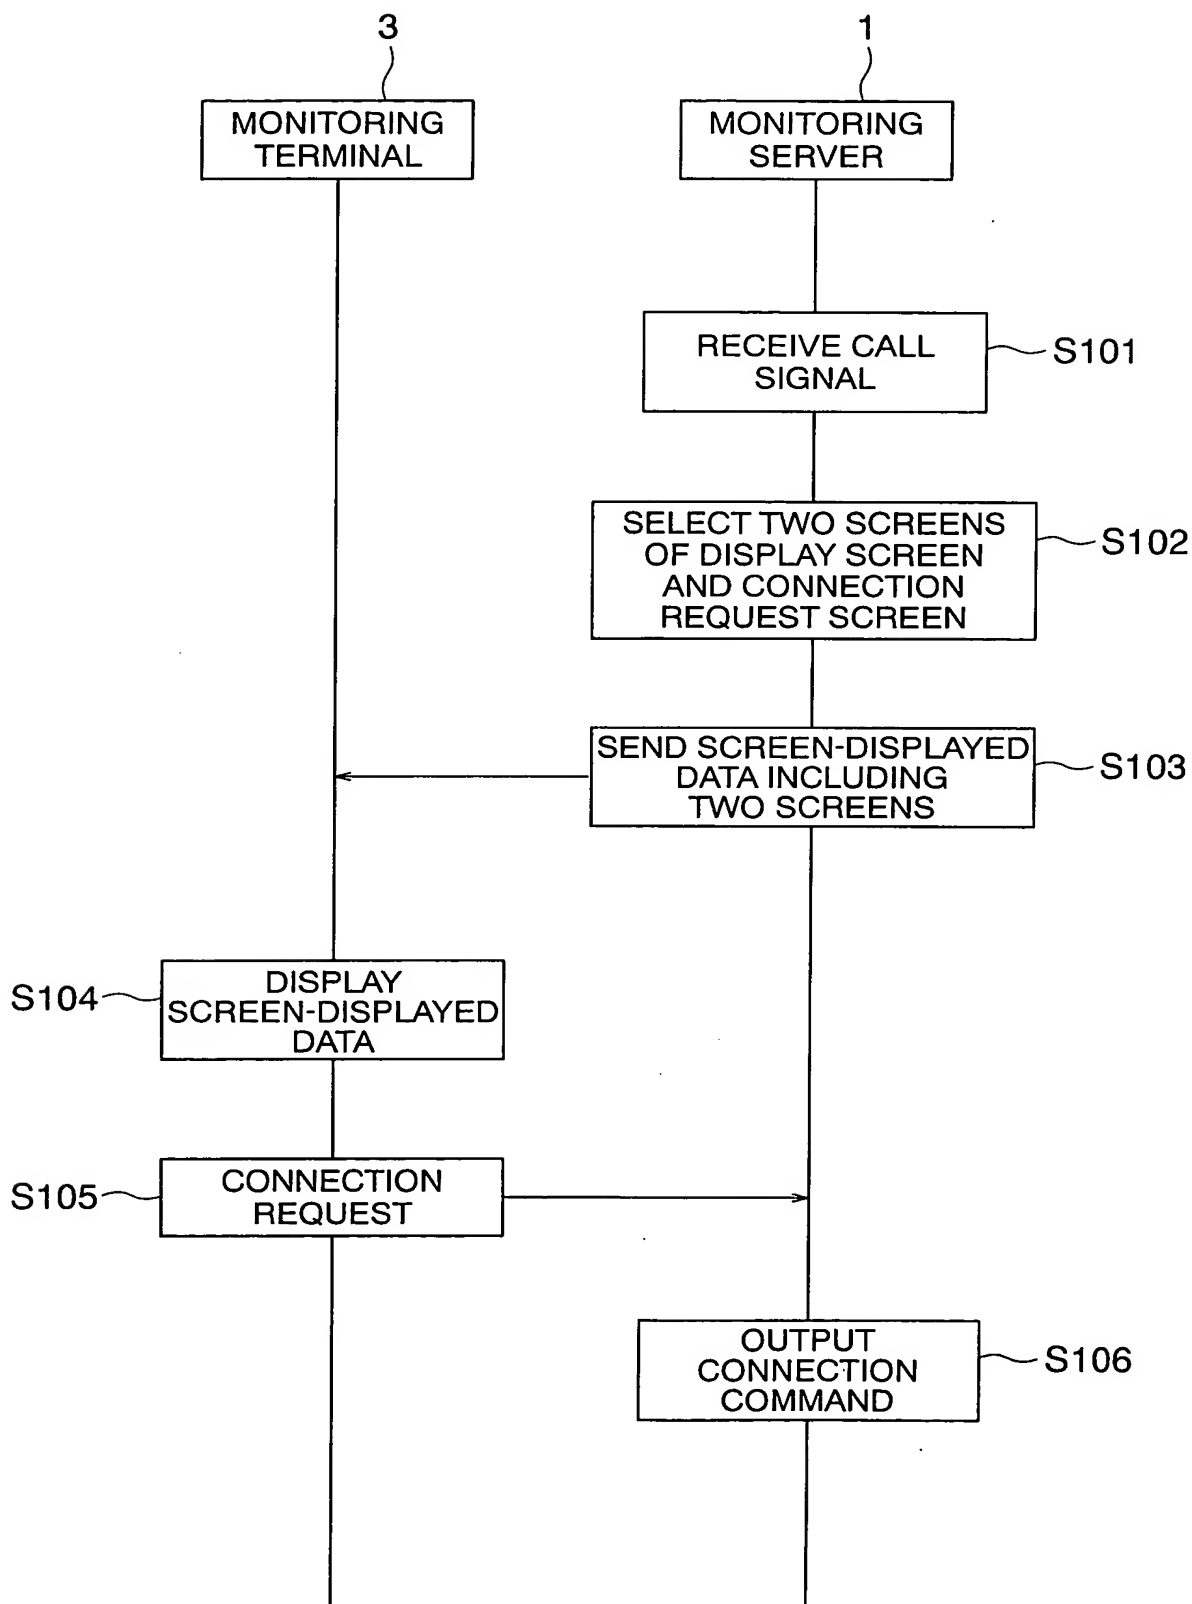 3
1
MONITORING
TERMINAL
MONITORING
SERVER
RECEIVE CALL
SIGNAL
S101
SELECT TWO SCREENS
OF DISPLAY SCREEN
AND CONNECTION
REQUEST SCREEN
S102
SEND SCREEN-DISPLAYED
DATA INCLUDING
TWO SCREENS
S103
S104
DISPLAY
SCREEN-DISPLAYED
DATA
S105
CONNECTION
REQUEST
OUTPUT
CONNECTION
COMMAND
S106